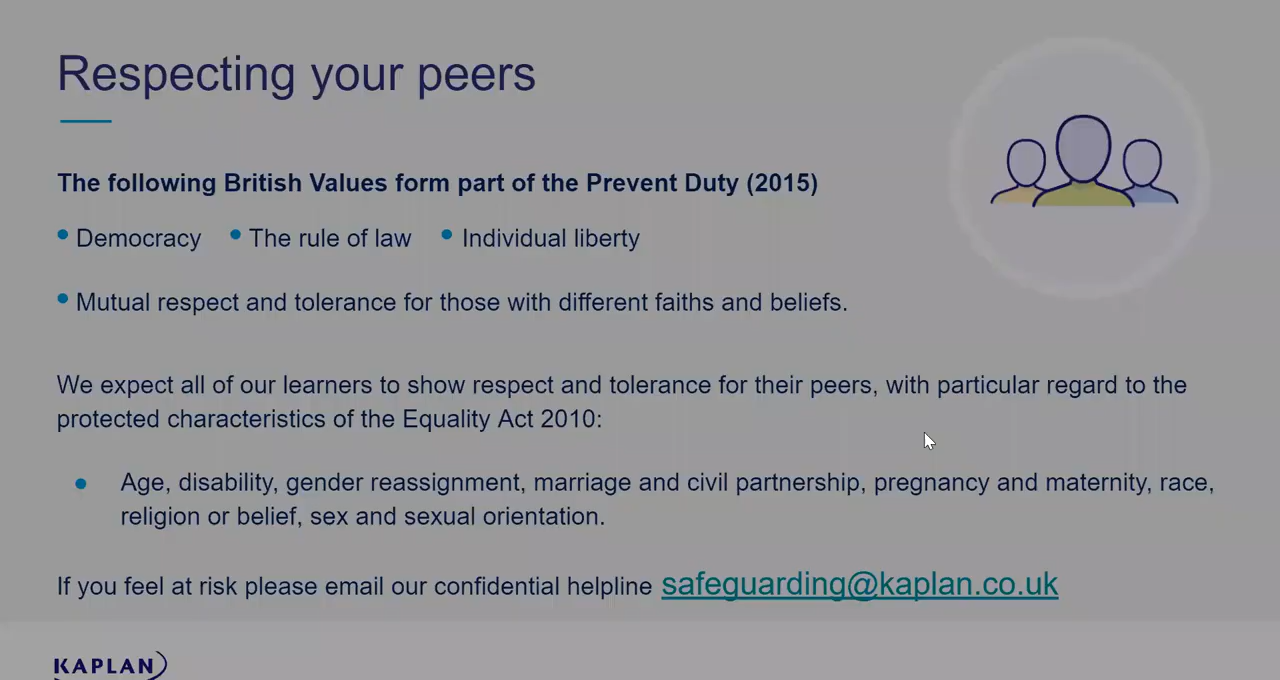 Respecting your peers
The following British Values form part of the Prevent Duty (2015)
• Democracy • The rule of law • Individual liberty
• Mutual respect and tolerance for those with different faiths and beliefs.
We expect all of our learners to show respect and tolerance for their peers, with particular regard to the
protected characteristics of the Equality Act 2010:
• Age, disability, gender reassignment, marriage and civil partnership, pregnancy and maternity, race,
religion or belief, sex and sexual orientation.
If you feel at risk please email our confidential helpline safeguarding@kaplan.co.uk
KAPLAN